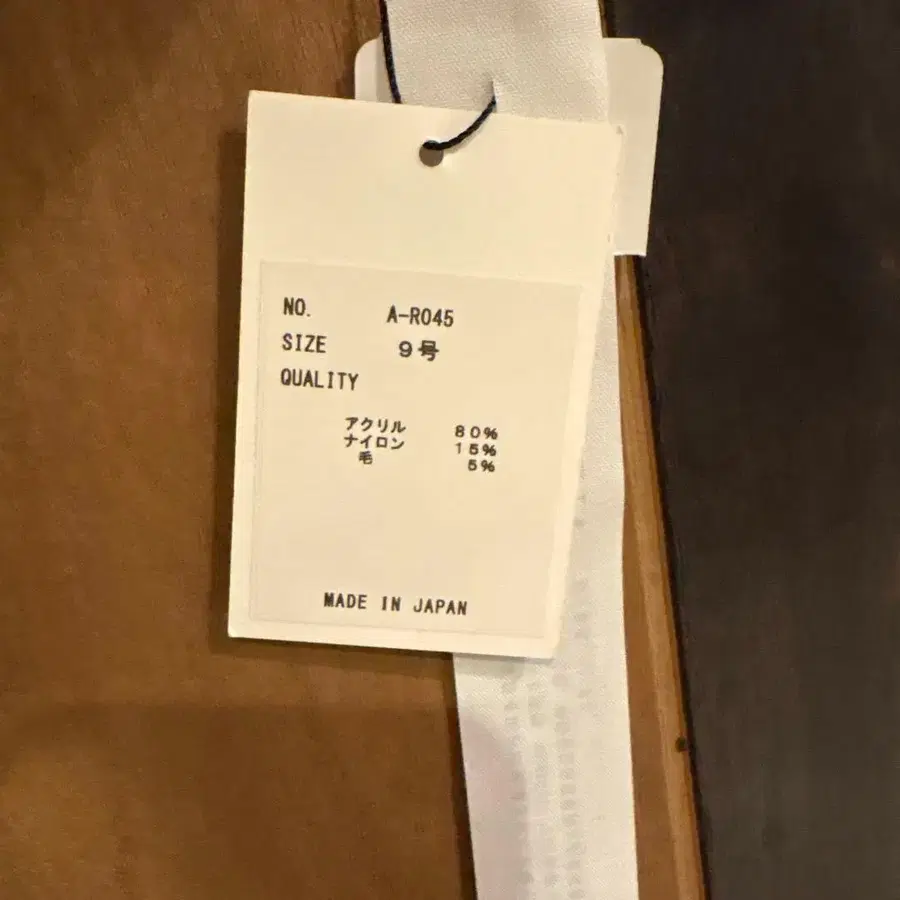 NO. A-R045
SIZE 9号
QUALITY
アクリル 80%
ナイロン 15%
毛 5%
MADE IN JAPAN